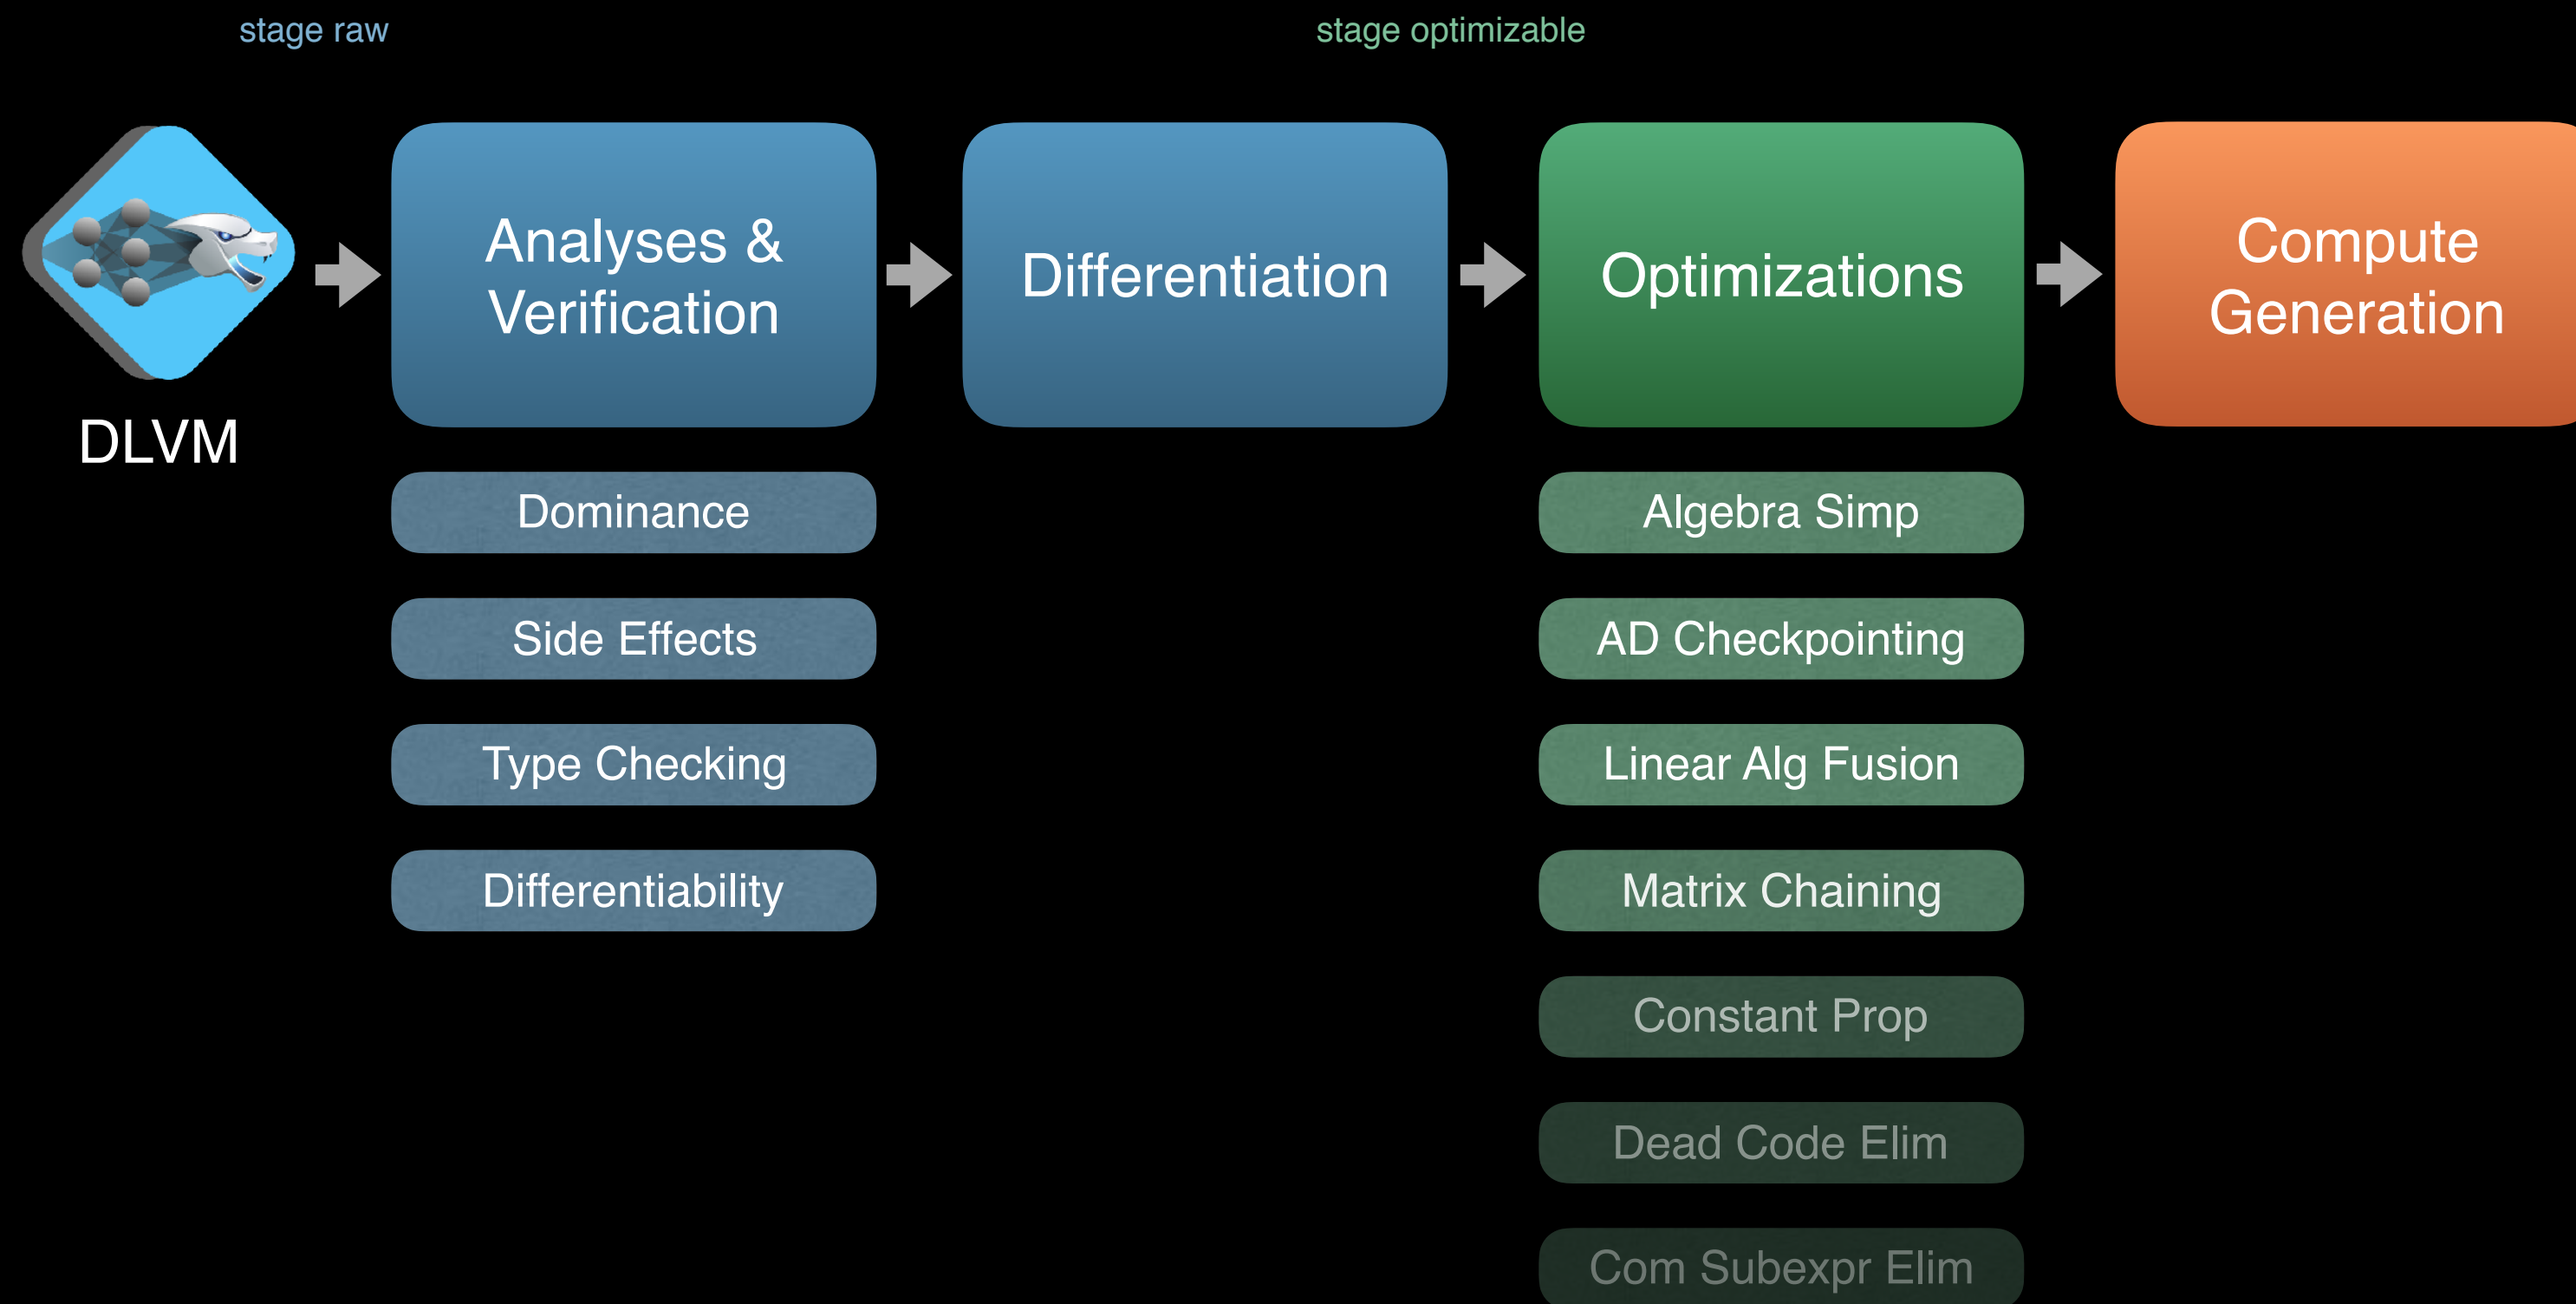 stage raw
stage optimizable
DLVM
Analyses &
Verification
Differentiation
Optimizations
Compute
Generation
Dominance
Side Effects
Type Checking
Differentiability
Algebra Simp
AD Checkpointing
Linear Alg Fusion
Matrix Chaining
Constant Prop
Dead Code Elim
Com Subexpr Elim